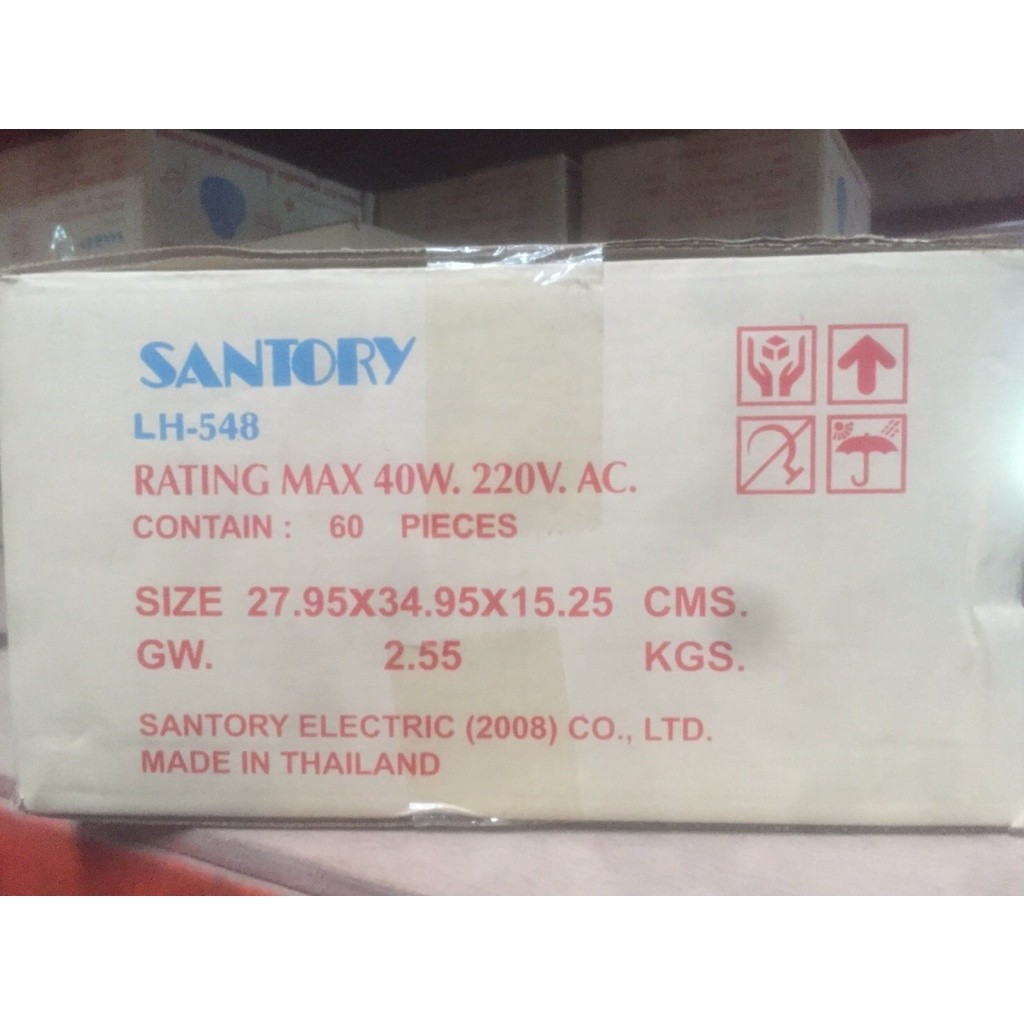 SANTORY
LH-548
RATING MAX 40W. 220V. AC.
CONTAIN : 60 PIECES
SIZE 27.95X34.95X15.25 CMS.
GW. 2.55 KGS.
SANTORY ELECTRIC (2008) CO., LTD.
MADE IN THAILAND